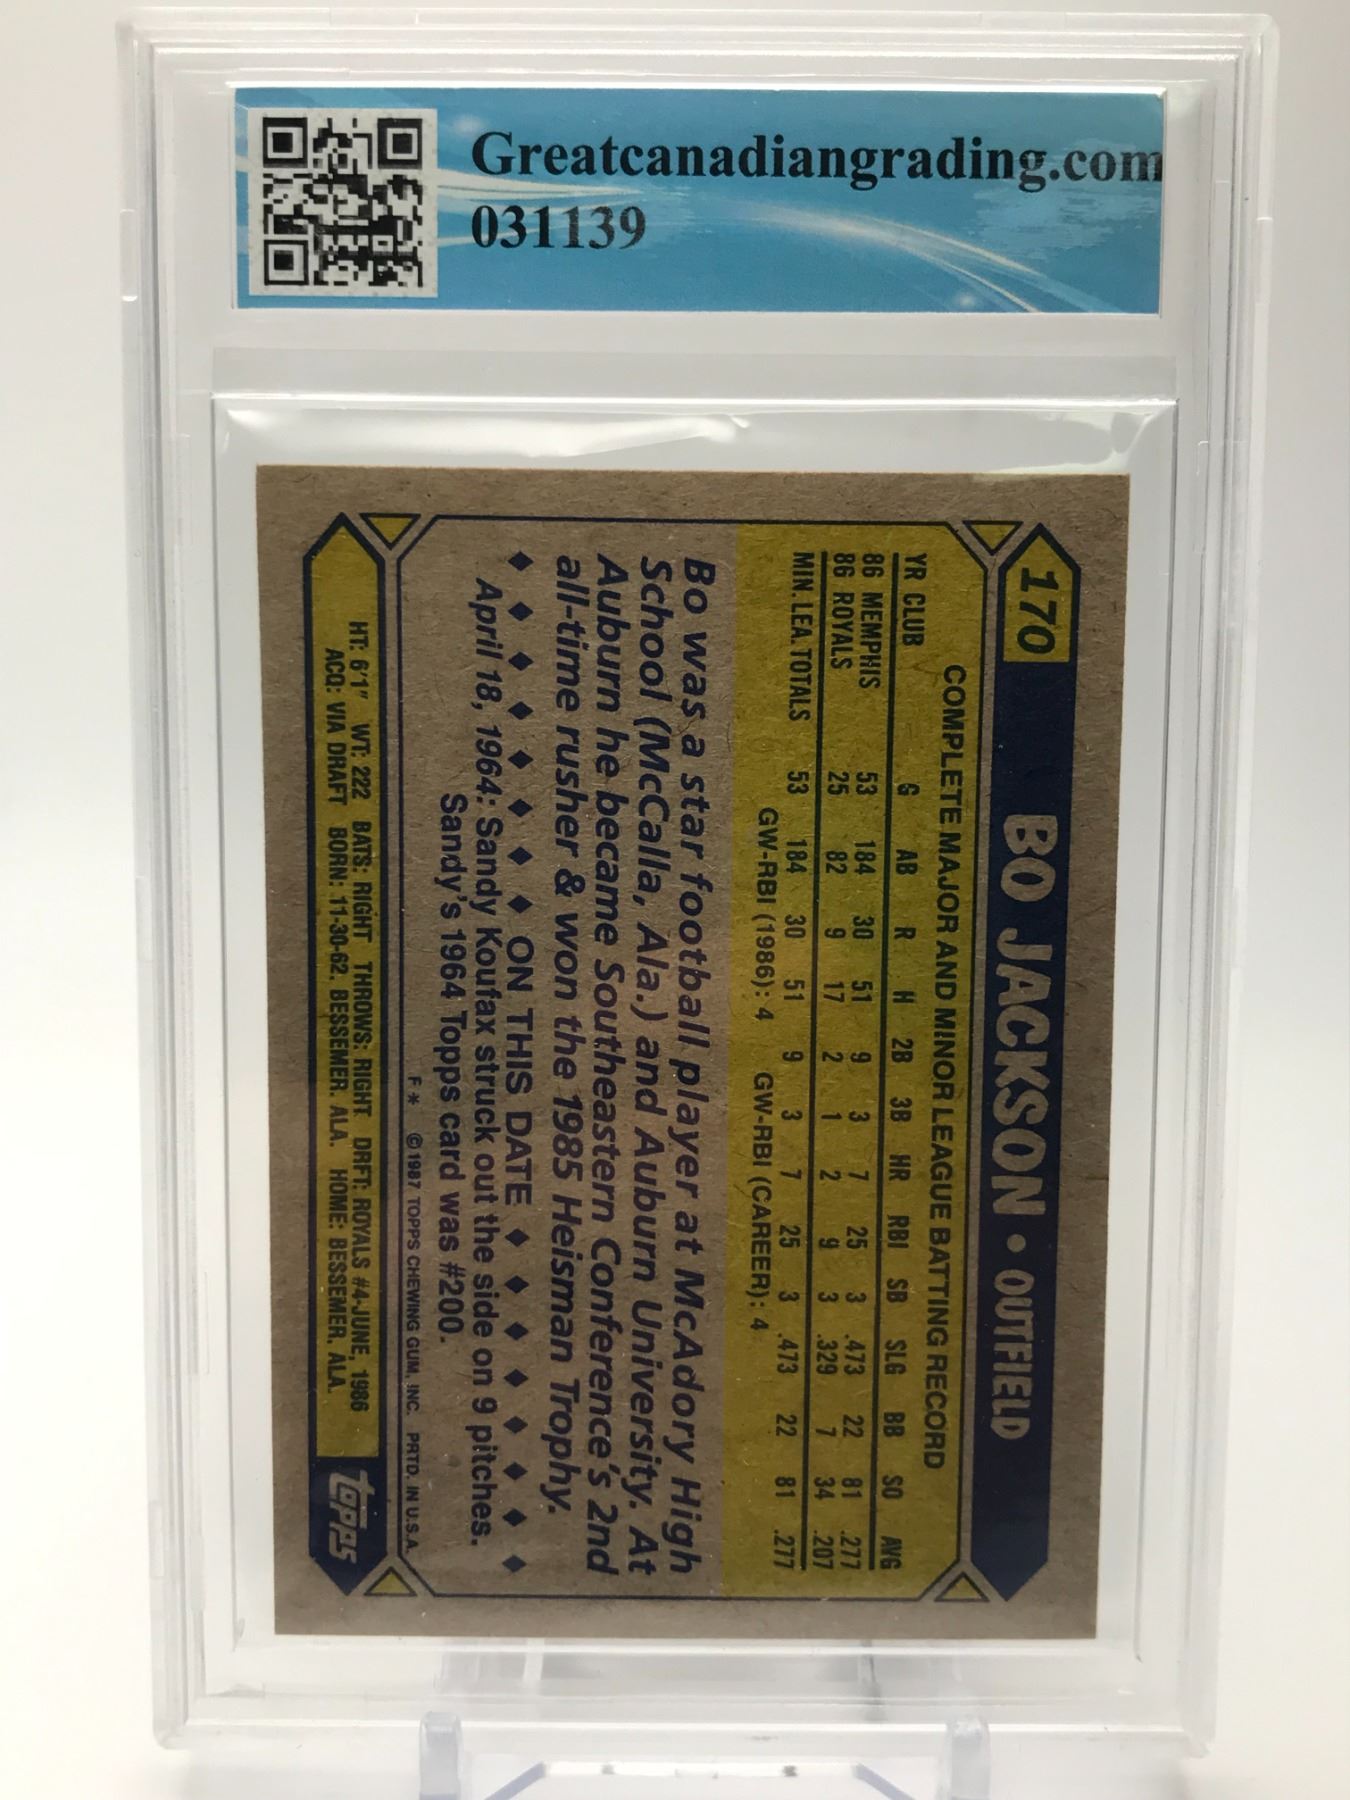 Greatcanadiangrading.com
031139
170 BO JACKSON • OUTFIELD
COMPLETE MAJOR AND MINOR LEAGUE BATTING RECORD
YR CLUB G AB R H 2B 3B HR RBI SB SLG BB SO AVG
86 MEMPHIS 53 184 30 51 9 3 7 25 3 .473 22 81 .277
86 ROYALS 25 82 9 17 2 1 2 9 3 .329 7 34 .207
MIN. LEA. TOTALS 53 184 30 51 9 3 7 25 3 .473 22 81 .277
GW-RBI (1986): 4 GW-RBI (CAREER): 4
Bo was a star football player at McAdory High
School (McCalla, Ala.) and Auburn University. At
Auburn he became Southeastern Conference's 2nd
all-time rusher & won the 1985 Heisman Trophy.
◆ ◆ ◆ ◆ ◆ ◆ ◆ ◆ ON THIS DATE ◆ ◆ ◆ ◆ ◆ ◆ ◆ ◆
April 18, 1964: Sandy Koufax struck out the side on 9 pitches.
Sandy's 1964 Topps card was #200.
F* ©1987 TOPPS CHEWING GUM, INC. PRTD. IN U.S.A.
HT: 6'1" WT: 222 BATS: RIGHT THROWS: RIGHT DRFT: ROYALS #4-JUNE, 1986
ACQ: VIA DRAFT BORN: 11-30-62, BESSEMER, ALA. HOME: BESSEMER, ALA.
TOPPS